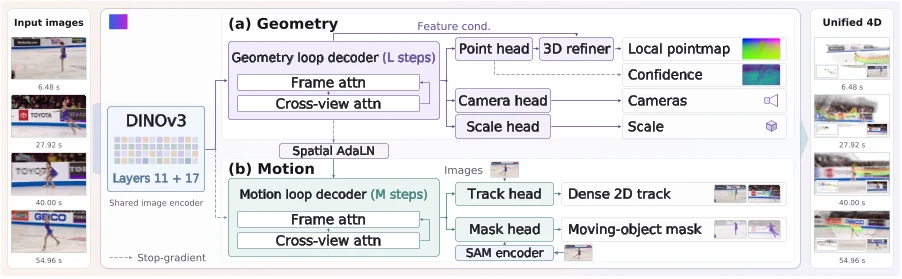 Input images
6.48 s
TOYOTA
27.92 s
TOYOT
40.00 s
GEICO
54.96 s
DINOv3
Layers 11 + 17
Shared image encoder
Stop-gradient
(a) Geometry
Feature cond.
Geometry loop decoder (L steps)
Frame attn
Cross-view attn
Point head
3D refiner
Local pointmap
Confidence
Camera head
Cameras
Scale head
Scale
Spatial AdaLN
(b) Motion
Images
Motion loop decoder (M steps)
Frame attn
Cross-view attn
Track head
Dense 2D track
Mask head
Moving-object mask
SAM encoder
Unified 4D
6.48 s
27.92 s
40.00 s
54.96 s